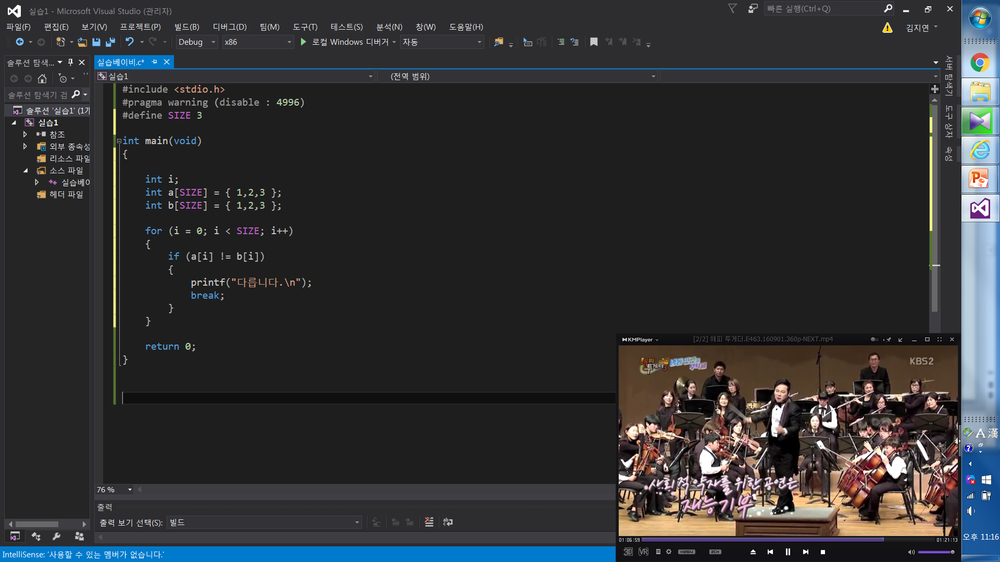 실습1 - Microsoft Visual Studio (관리자)
빠른 실행(Ctrl+Q)
파일(F) 편집(E) 보기(V) 프로젝트(P) 빌드(B) 디버그(D) 팀(M) 도구(T) 테스트(S) 분석(N) 창(W) 도움말(H)
김지연
Debug x86 로컬 Windows 디버거 자동
솔루션 탐색...
실습베이비.c*
실습1 (전역 범위)
솔루션 탐색기 검
솔루션 '실습1' (1개
실습1
참조
외부 종속성
리소스 파일
소스 파일
실습베이
헤더 파일
#include <stdio.h>
#pragma warning (disable : 4996)
#define SIZE 3
int main(void)
{
int i;
int a[SIZE] = { 1,2,3 };
int b[SIZE] = { 1,2,3 };
for (i = 0; i < SIZE; i++)
{
if (a[i] != b[i])
{
printf("다릅니다.\n");
break;
}
}
return 0;
}
76 %
출력
출력 보기 선택(S): 빌드
IntelliSense: '사용할 수 있는 멤버가 없습니다.'
서버 탐색기
도구 상자
속성
KMPlayer
[2/2] 해피 투게더.E463.160901.360p-NEXT.mp4
해피투게더3
냉동 인간을 부탁해
KBS2
사회적 약자를 위한 공연은
재능기부
01:06:59
01:21:13
3D VR H264 2CH
A 漢
오후 11:16